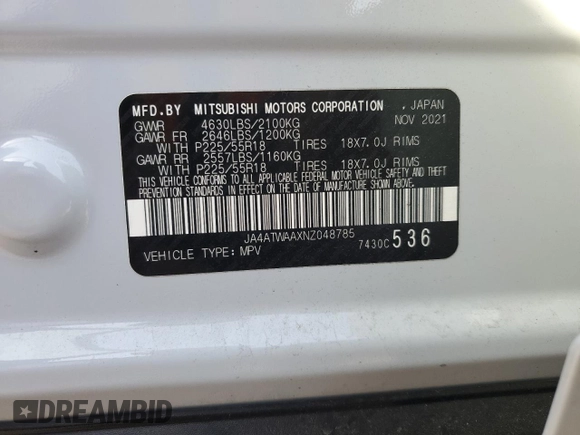 MFD.BY MITSUBISHI MOTORS CORPORATION , JAPAN
GVWR 4630LBS/2100KG NOV 2021
GAWR FR 2646LBS/1200KG
WITH P225/55R18 TIRES 18X7.0J RIMS
GAWR RR 2557LBS/1160KG
WITH P225/55R18 TIRES 18X7.0J RIMS
THIS VEHICLE CONFORMS TO ALL APPLICABLE FEDERAL MOTOR VEHICLE SAFETY AND THEFT
PREVENTION STANDARDS IN EFFECT ON THE DATE OF MANUFACTURE SHOWN ABOVE.
JA4ATWAAXNZ048785
VEHICLE TYPE:MPV 7430C 536
DREAMBID